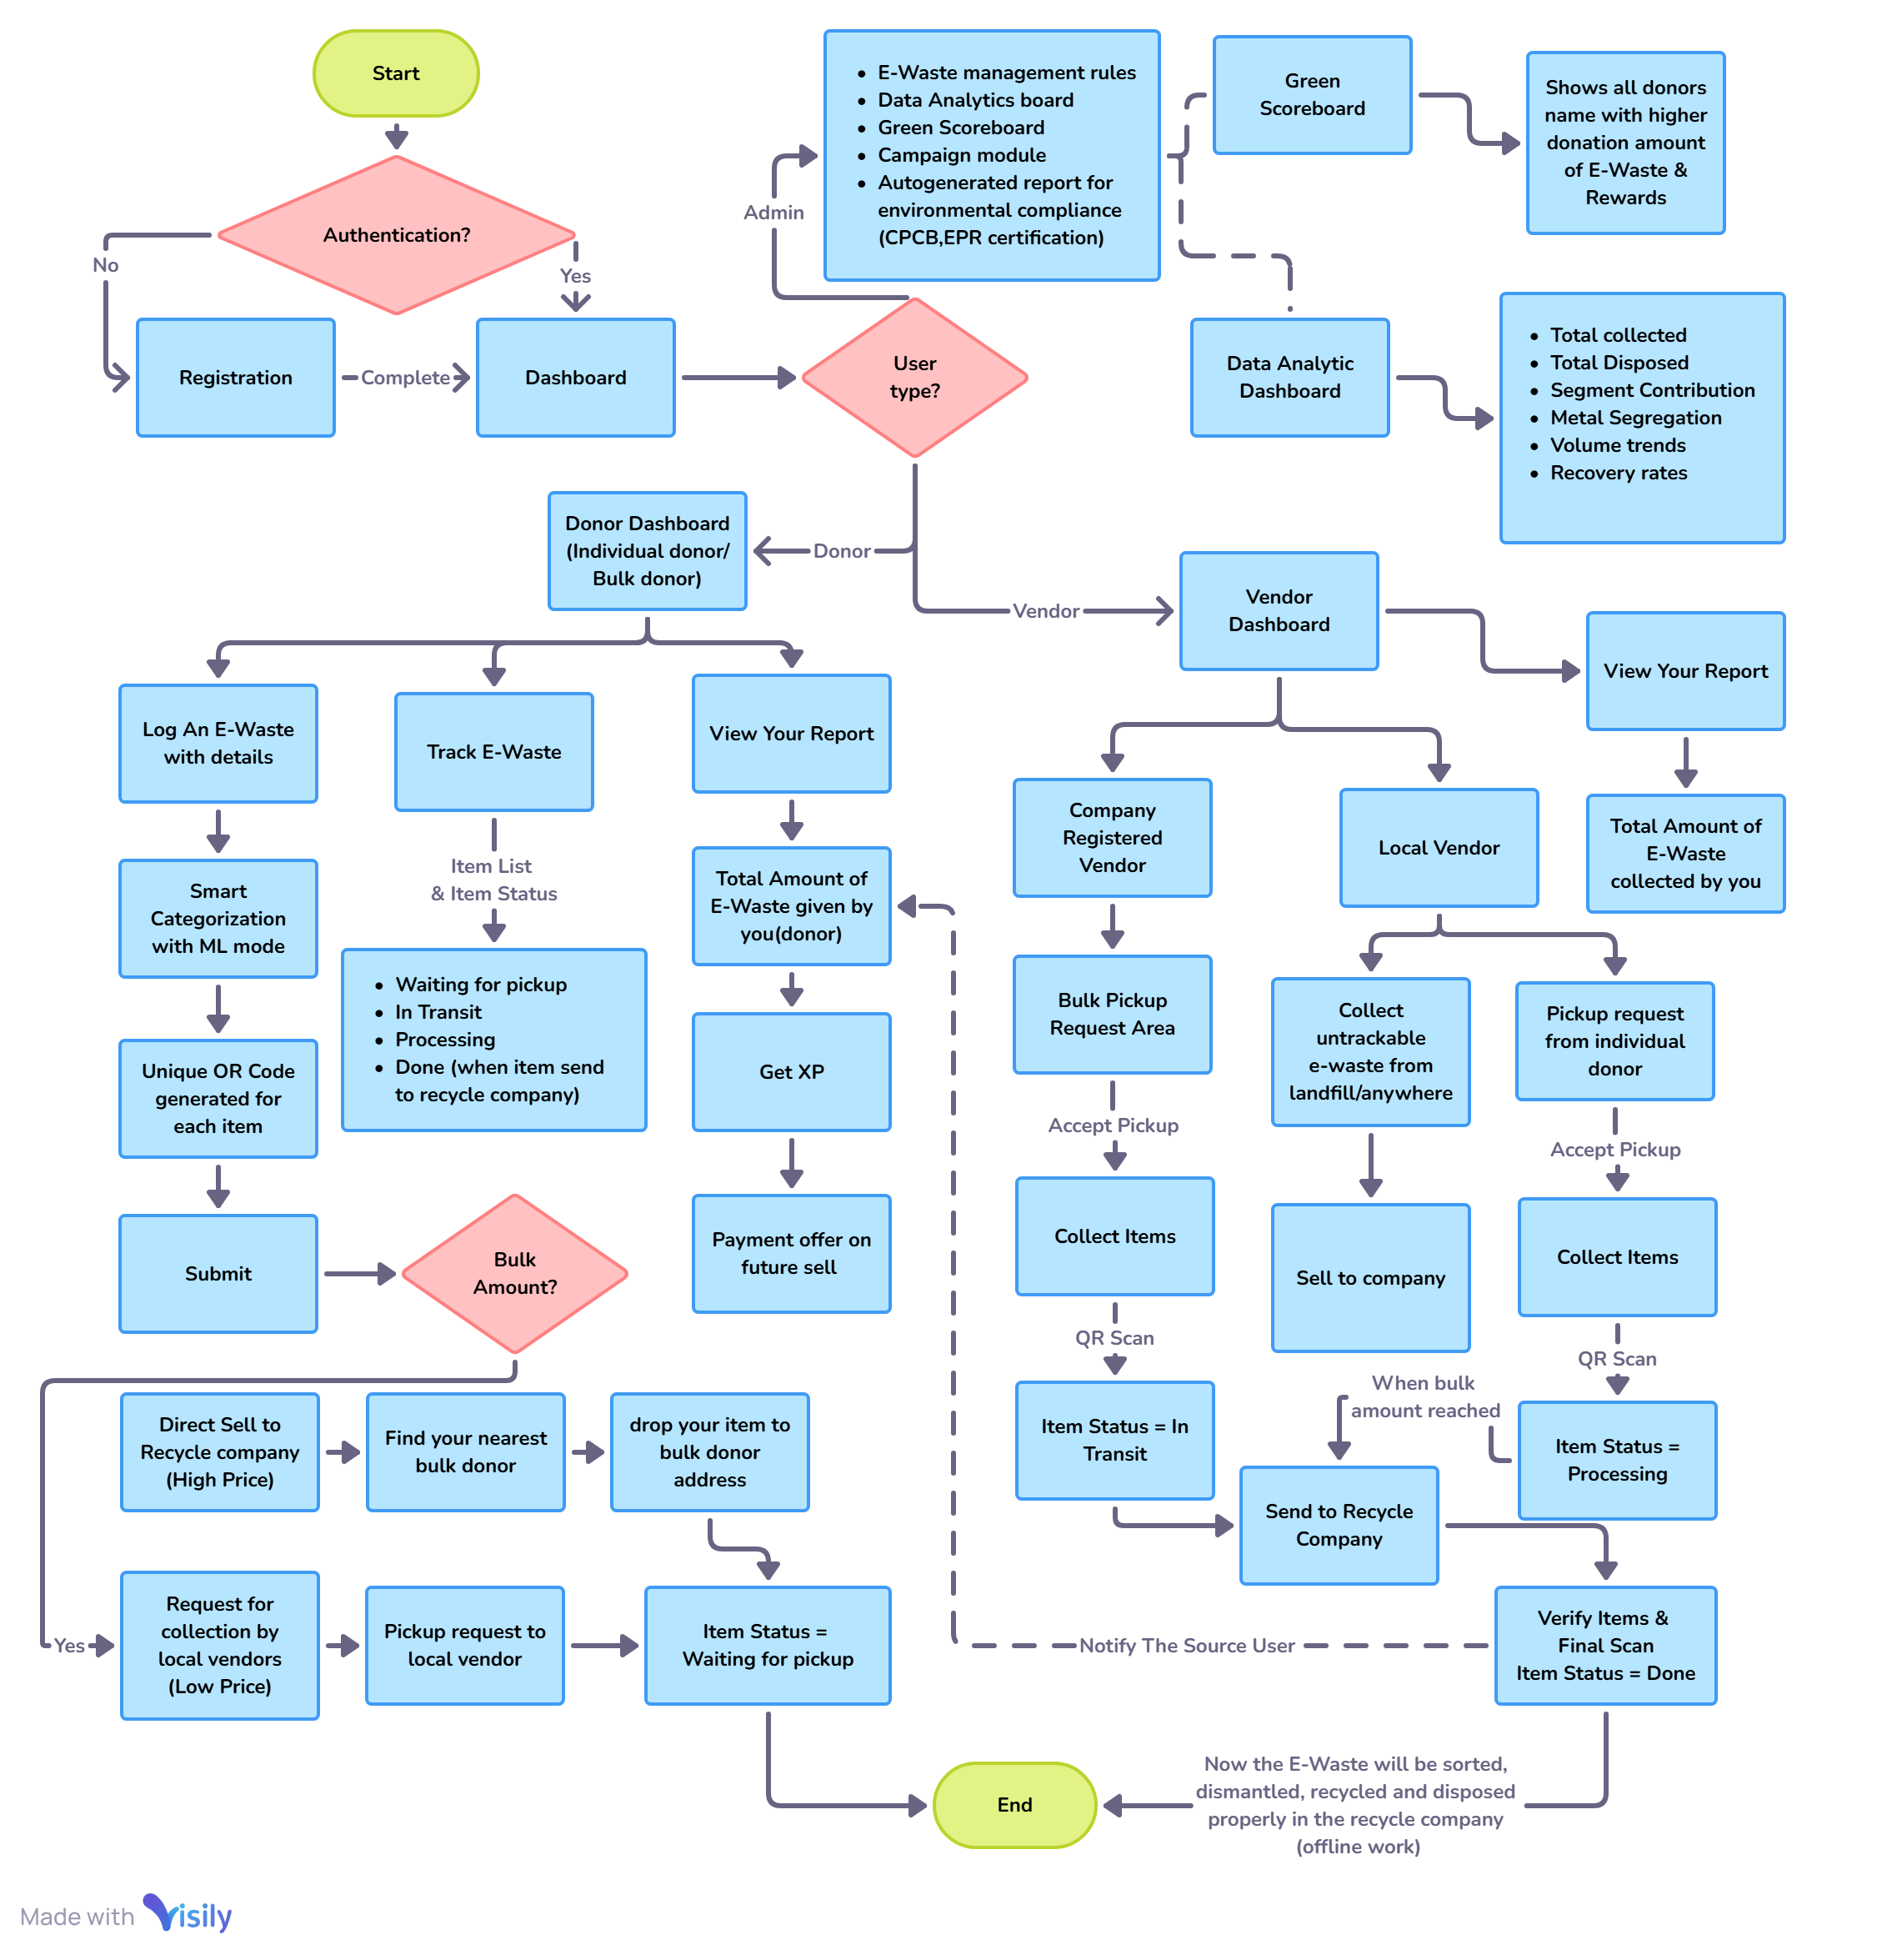 Start
Authentication?
No
Yes
Registration
Complete
Dashboard
User
type?
Admin
• E-Waste management rules
• Data Analytics board
• Green Scoreboard
• Campaign module
• Autogenerated report for
environmental compliance
(CPCB,EPR certification)
Green
Scoreboard
Shows all donors
name with higher
donation amount
of E-Waste &
Rewards
Data Analytic
Dashboard
• Total collected
• Total Disposed
• Segment Contribution
• Metal Segregation
• Volume trends
• Recovery rates
Donor
Donor Dashboard
(Individual donor/
Bulk donor)
Vendor
Vendor
Dashboard
View Your Report
Total Amount of
E-Waste
collected by you
Log An E-Waste
with details
Smart
Categorization
with ML mode
Unique OR Code
generated for
each item
Submit
Track E-Waste
Item List
& Item Status
• Waiting for pickup
• In Transit
• Processing
• Done (when item send
to recycle company)
View Your Report
Total Amount of
E-Waste given by
you(donor)
Get XP
Payment offer on
future sell
Bulk
Amount?
Direct Sell to
Recycle company
(High Price)
Find your nearest
bulk donor
drop your item to
bulk donor
address
Yes
Request for
collection by
local vendors
(Low Price)
Pickup request to
local vendor
Item Status =
Waiting for pickup
Company
Registered
Vendor
Bulk Pickup
Request Area
Accept Pickup
Collect Items
QR Scan
Item Status = In
Transit
Local Vendor
Collect
untrackable
e-waste from
landfill/anywhere
Sell to company
Pickup request
from individual
donor
Accept Pickup
Collect Items
QR Scan
Item Status =
Processing
When bulk
amount reached
Send to Recycle
Company
Verify Items &
Final Scan
Item Status = Done
Notify The Source User
Now the E-Waste will be sorted,
dismantled, recycled and disposed
properly in the recycle company
(offline work)
End
Made with Visily